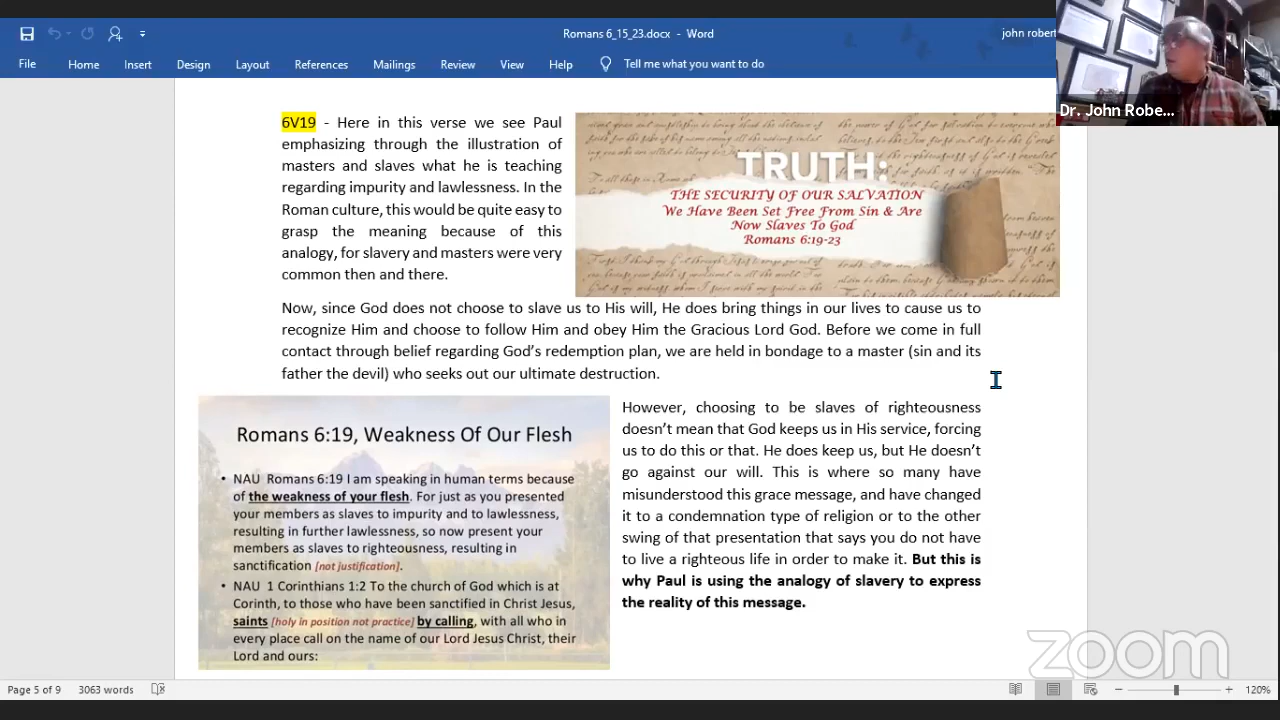 Romans 6_15_23.docx - Word
john robert
File Home Insert Design Layout References Mailings Review View Help Tell me what you want to do
Dr. John Robe...
6V19 - Here in this verse we see Paul
emphasizing through the illustration of
masters and slaves what he is teaching
regarding impurity and lawlessness. In the
Roman culture, this would be quite easy to
grasp the meaning because of this
analogy, for slavery and masters were very
common then and there.
TRUTH:
THE SECURITY OF OUR SALVATION
We Have Been Set Free From Sin & Are
Now Slaves To God
Romans 6:19-23
Now, since God does not choose to slave us to His will, He does bring things in our lives to cause us to
recognize Him and choose to follow Him and obey Him the Gracious Lord God. Before we come in full
contact through belief regarding God's redemption plan, we are held in bondage to a master (sin and its
father the devil) who seeks out our ultimate destruction.
Romans 6:19, Weakness Of Our Flesh
• NAU Romans 6:19 I am speaking in human terms because
of the weakness of your flesh. For just as you presented
your members as slaves to impurity and to lawlessness,
resulting in further lawlessness, so now present your
members as slaves to righteousness, resulting in
sanctification [not justification].
• NAU 1 Corinthians 1:2 To the church of God which is at
Corinth, to those who have been sanctified in Christ Jesus,
saints [holy in position not practice] by calling, with all who in
every place call on the name of our Lord Jesus Christ, their
Lord and ours:
However, choosing to be slaves of righteousness
doesn't mean that God keeps us in His service, forcing
us to do this or that. He does keep us, but He doesn't
go against our will. This is where so many have
misunderstood this grace message, and have changed
it to a condemnation type of religion or to the other
swing of that presentation that says you do not have
to live a righteous life in order to make it. But this is
why Paul is using the analogy of slavery to express
the reality of this message.
zoom
Page 5 of 9 3063 words
120%